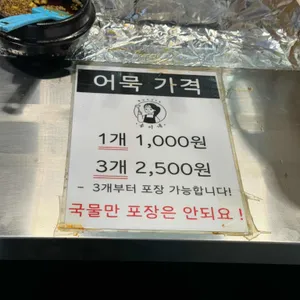 어묵 가격
1개 1,000원
3개 2,500원
- 3개부터 포장 가능합니다!
국물만 포장은 안되요!